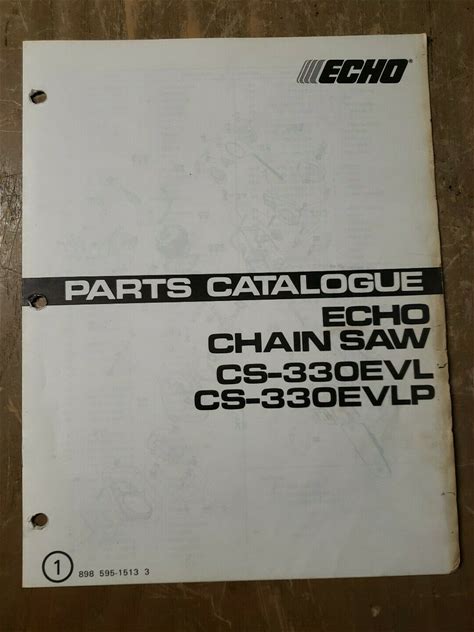 ECHO®
PARTS CATALOGUE
ECHO
CHAIN SAW
CS-330EVL
CS-330EVLP
1 898 595-1513 3